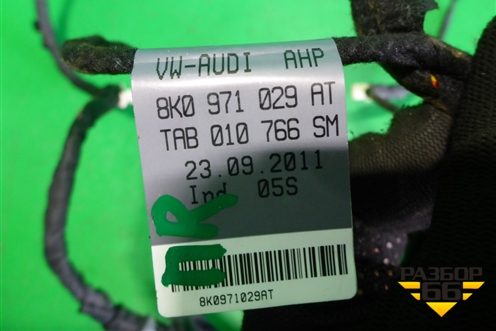 VW-AUDI AHP
8K0 971 029 AT
TAB 010 766 SM
23.09.2011
Ind 05S
R
8K0971029AT
РАЗБОР
66